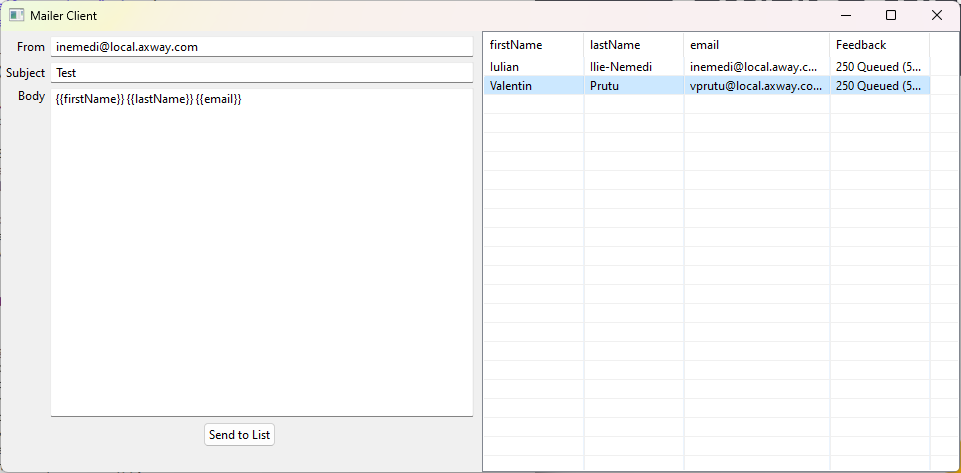 Mailer Client
From inemedi@local.axway.com
Subject Test
Body {{firstName}} {{lastName}} {{email}}
Send to List
firstName lastName email Feedback
Iulian Ilie-Nemedi inemedi@local.away.c... 250 Queued (5...
Valentin Prutu vprutu@local.axway.co... 250 Queued (5...